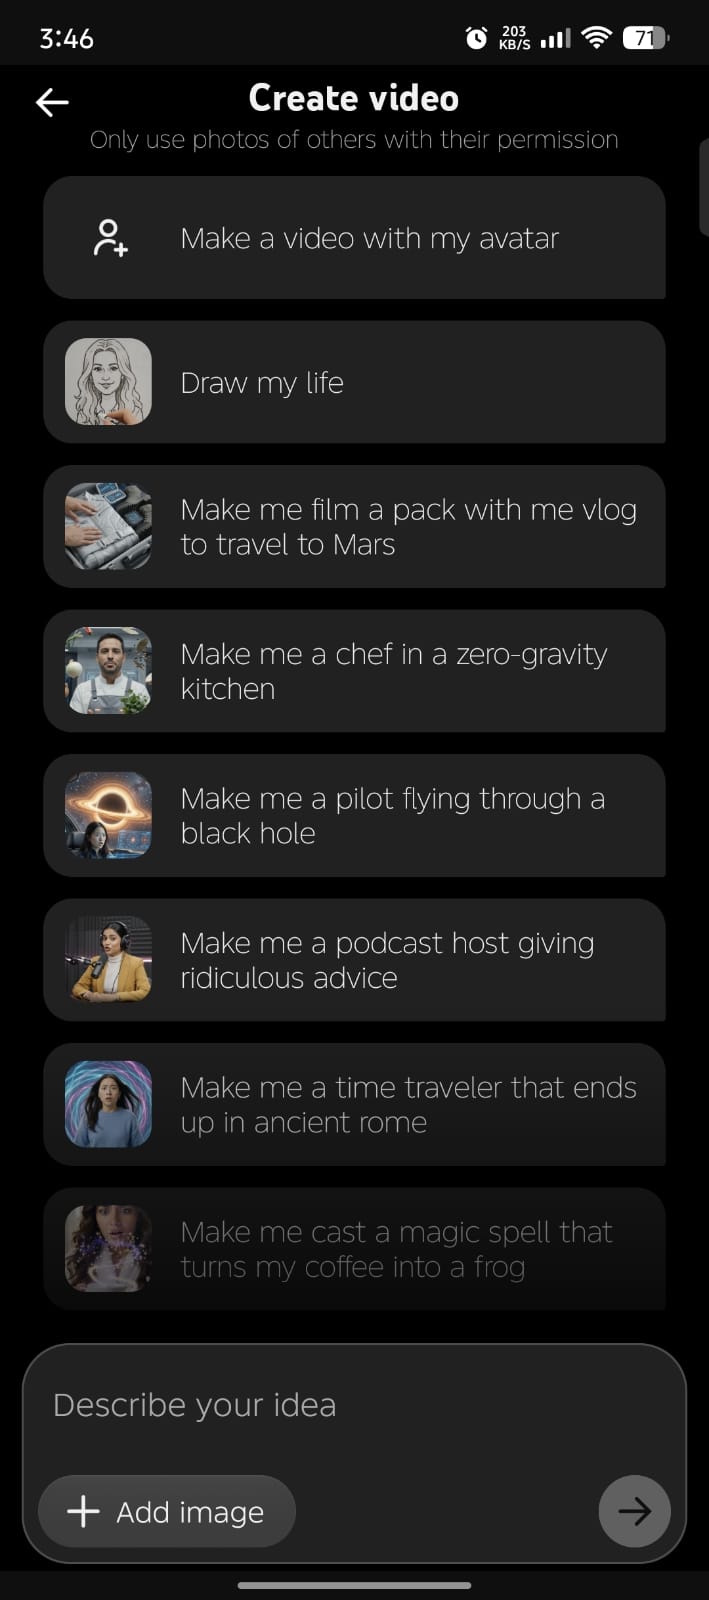 3:46
203
KB/S
71
Create video
Only use photos of others with their permission
Make a video with my avatar
Draw my life
Make me film a pack with me vlog
to travel to Mars
Make me a chef in a zero-gravity
kitchen
Make me a pilot flying through a
black hole
Make me a podcast host giving
ridiculous advice
Make me a time traveler that ends
up in ancient rome
Make me cast a magic spell that
turns my coffee into a frog
Describe your idea
Add image